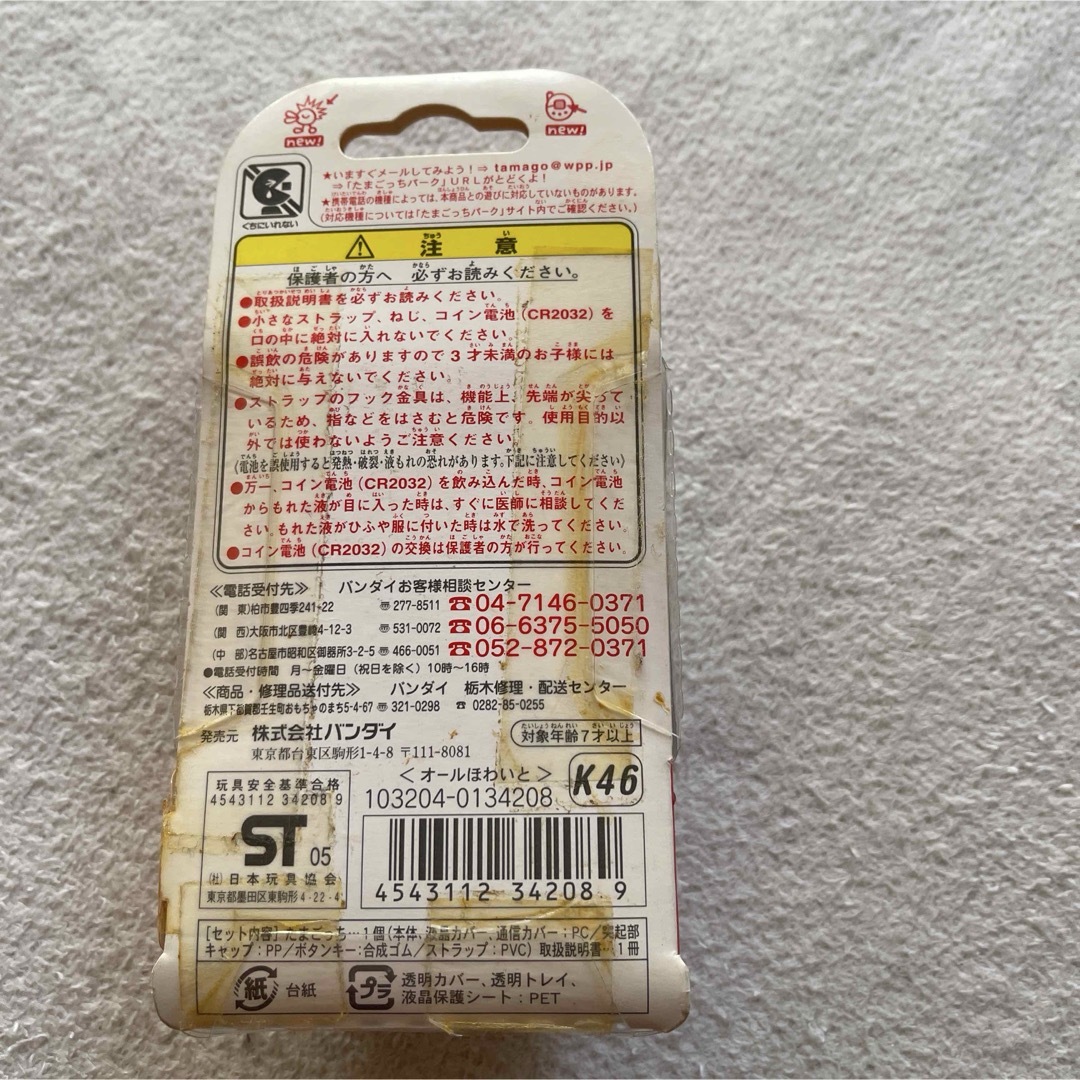 new!
new!
くちにいれない
★いますぐメールしてみよう!⇒ tamago@wpp.jp
⇒「たまごっちパーク」URLがとどくよ!
★携帯電話の機種によっては、本商品との遊びに対応していないものがあります。
(対応機種については「たまごっちパーク」サイト内でご確認ください。)
注意
保護者の方へ 必ずお読みください。
●取扱説明書を必ずお読みください。
●小さなストラップ、ねじ、コイン電池(CR2032)を
口の中に絶対に入れないでください。
●誤飲の危険がありますので3才未満のお子様には
絶対に与えないでください。
●ストラップのフック金具は、機能上、先端が尖って
いるため、指などをはさむと危険です。使用目的以
外では使わないようご注意ください。
(電池を誤使用すると発熱・破裂・液もれの恐れがあります。下記に注意してください)
●万一、コイン電池(CR2032)を飲み込んだ時、コイン電池
からもれた液が目に入った時は、すぐに医師に相談してくだ
さい。もれた液がひふや服に付いた時は水で洗ってください。
●コイン電池(CR2032)の交換は保護者の方が行ってください。
≪電話受付先≫ バンダイお客様相談センター
(関 東)柏市豊四季241-22 〒277-8511 ☎04-7146-0371
(関 西)大阪市北区豊崎4-12-3 〒531-0072 ☎06-6375-5050
(中 部)名古屋市昭和区御器所3-2-5 〒466-0051 ☎052-872-0371
●電話受付時間 月〜金曜日(祝日を除く)10時〜16時
≪商品・修理品送付先≫ バンダイ 栃木修理・配送センター
栃木県下都賀郡壬生町おもちゃのまち5-4-67 〒321-0298 ☎0282-85-0255
発売元 株式会社バンダイ
東京都台東区駒形1-4-8 〒111-8081
対象年齢7才以上
<オールほわいと>
103204-0134208
K46
玩具安全基準合格
4543112 34208 9
ST 05
(社)日本玩具協会
東京都墨田区東駒形4-22-4
4543112 34208 9
[セット内容]たまごっち…1個(本体、液晶カバー、通信カバー:PC/突起部
キャップ:PP/ボタンキー:合成ゴム/ストラップ:PVC) 取扱説明書…1冊
紙 台紙
プラ 透明カバー、透明トレイ、
液晶保護シート:PET